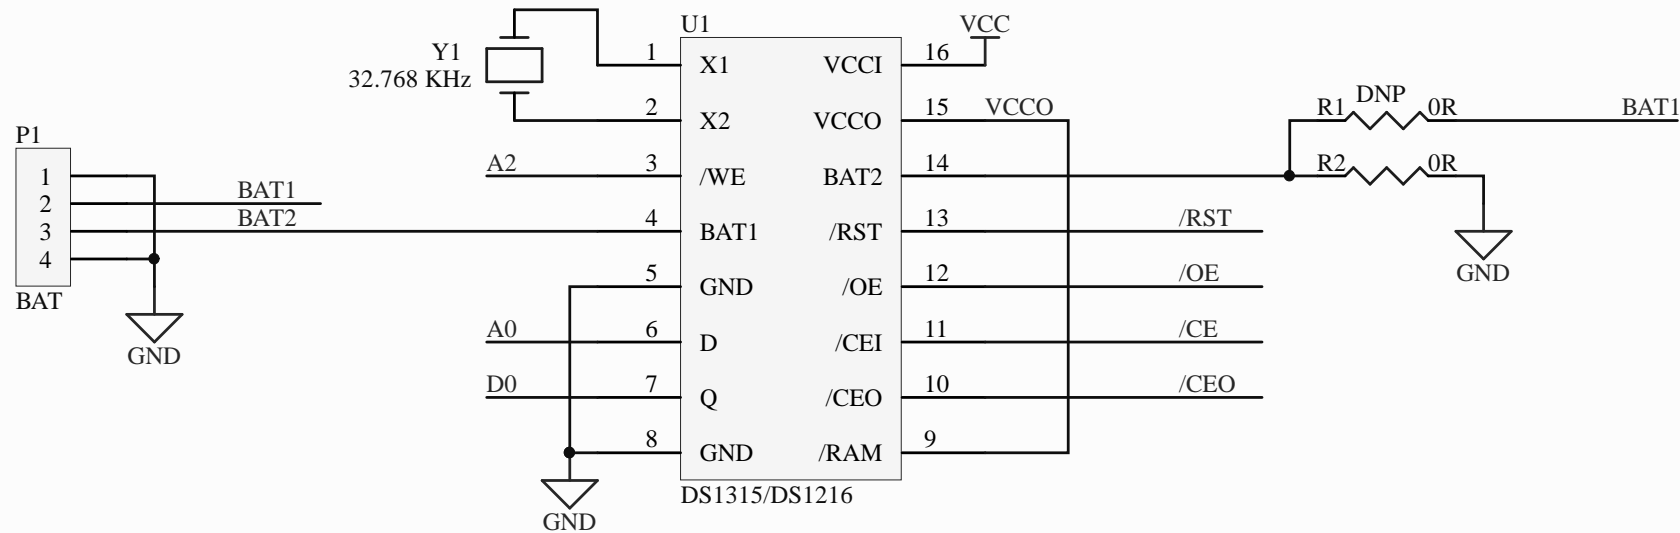 U1
VCC
Y1
32.768 KHz
1
X1
VCCI
16
2
X2
VCCO
15
VCCO
R1
DNP
0R
BAT1
P1
A2
3
/WE
BAT2
14
R2
0R
1
2
3
4
BAT
BAT1
BAT2
4
BAT1
/RST
13
/RST
GND
5
GND
/OE
12
/OE
GND
A0
6
D
/CEI
11
/CE
D0
7
Q
/CEO
10
/CEO
8
GND
/RAM
9
DS1315/DS1216
GND